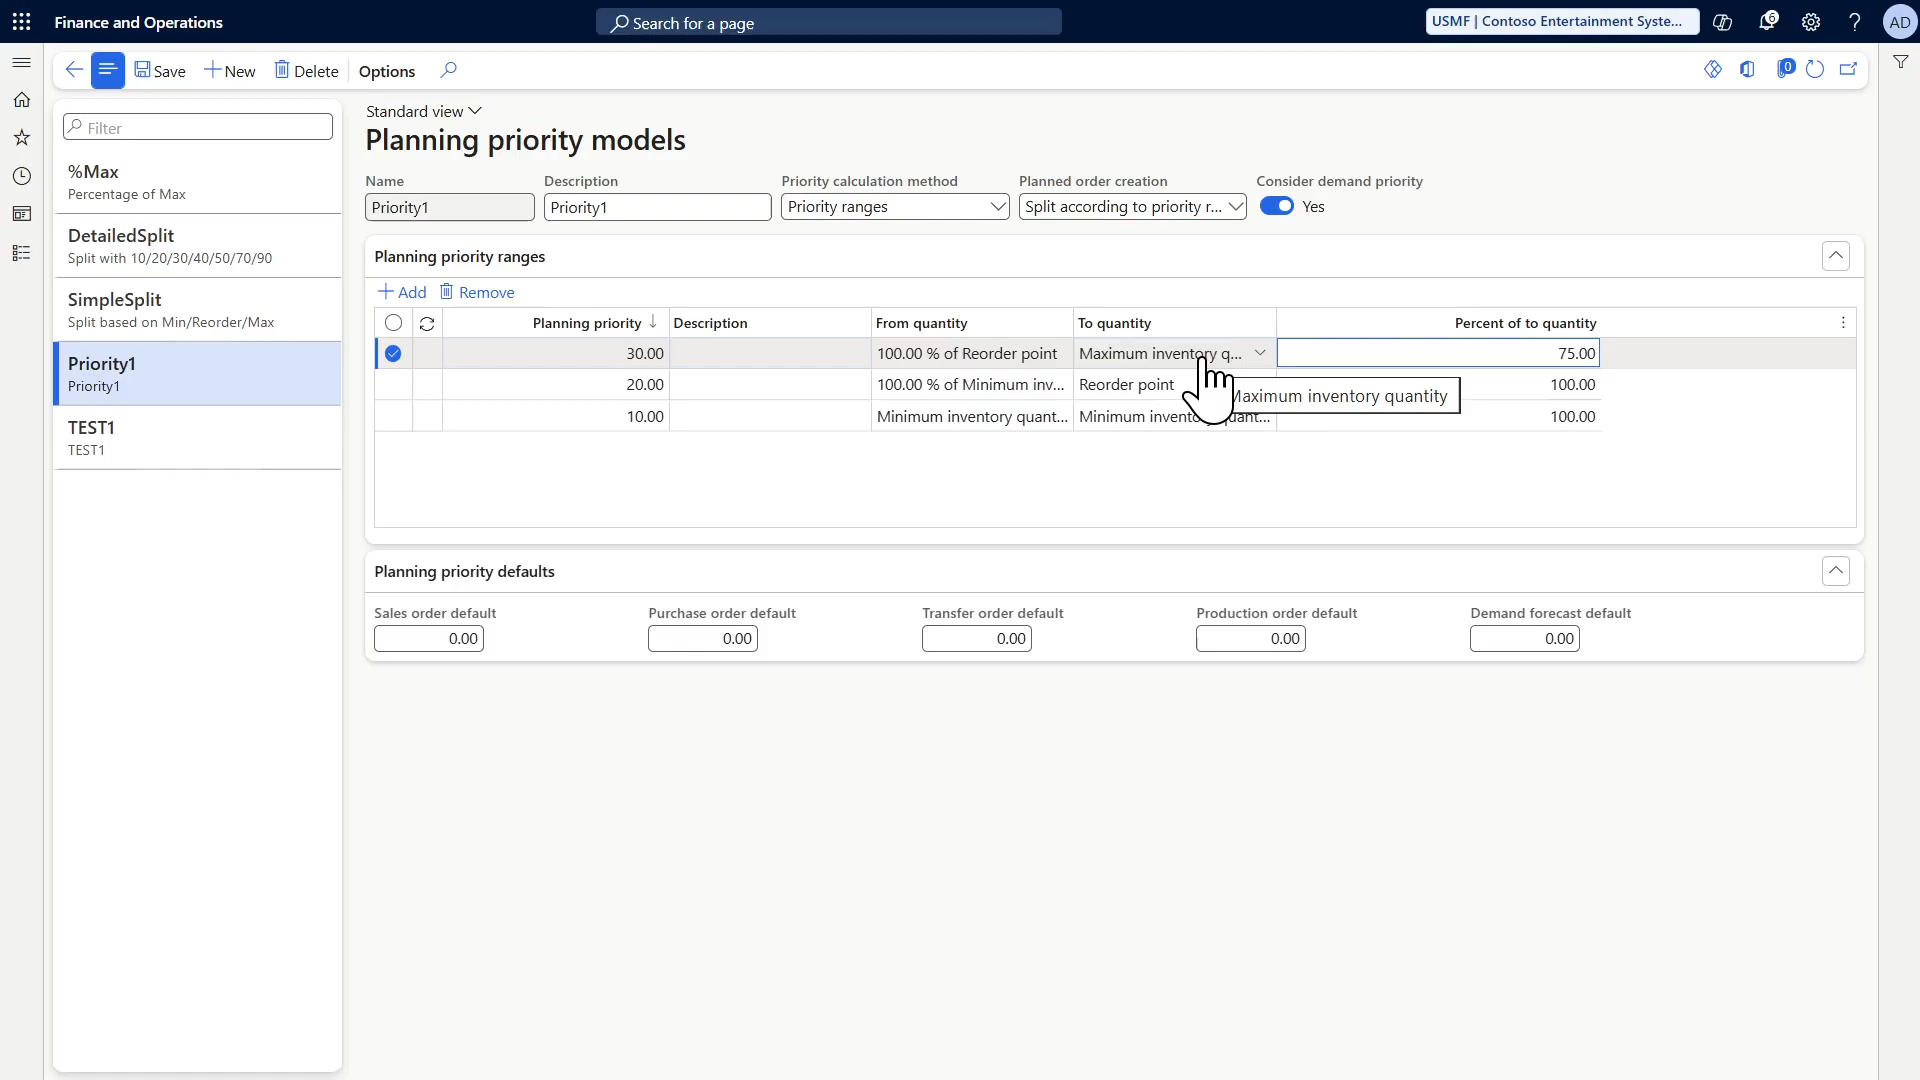 Finance and Operations
Search for a page
USMF | Contoso Entertainment Syste...
6
AD
Save
New
Delete
Options
0
Filter
%Max
Percentage of Max
DetailedSplit
Split with 10/20/30/40/50/70/90
SimpleSplit
Split based on Min/Reorder/Max
Priority1
Priority1
TEST1
TEST1
Standard view
Planning priority models
Name
Description
Priority calculation method
Planned order creation
Consider demand priority
Priority1
Priority1
Priority ranges
Split according to priority r...
Yes
Planning priority ranges
Add
Remove
Planning priority
Description
From quantity
To quantity
Percent of to quantity
30.00
100.00 % of Reorder point
Maximum inventory q...
75.00
20.00
100.00 % of Minimum inv...
Reorder point
100.00
Maximum inventory quantity
10.00
Minimum inventory quant...
Minimum inventory quant...
100.00
Planning priority defaults
Sales order default
Purchase order default
Transfer order default
Production order default
Demand forecast default
0.00
0.00
0.00
0.00
0.00